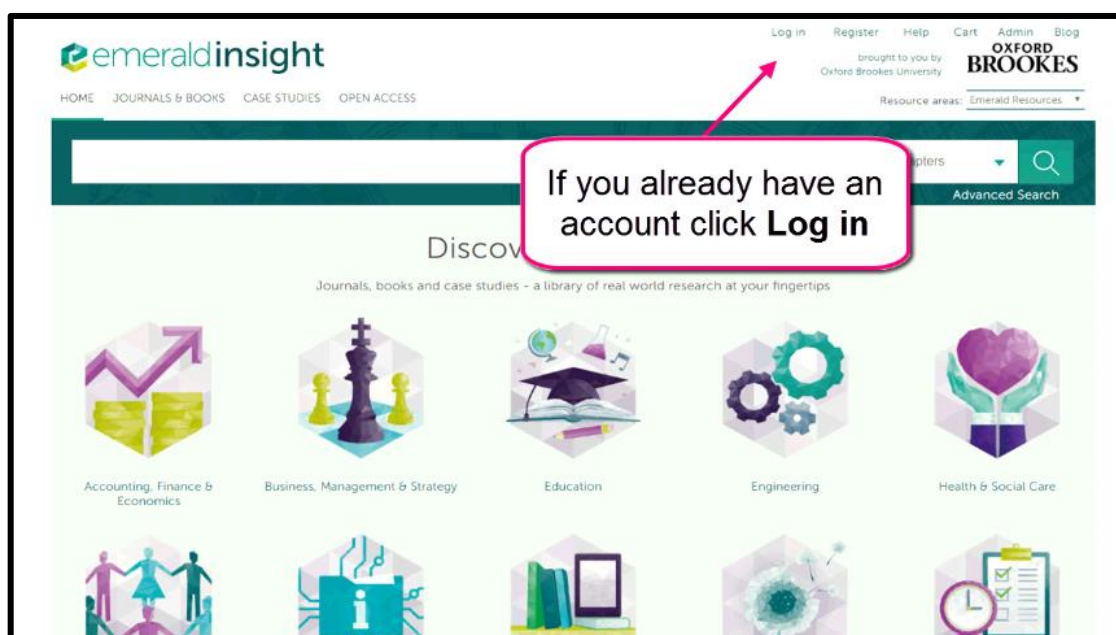 Log in Register Help Cart Admin Blog
emeraldinsight
brought to you by
Oxford Brookes University
OXFORD
BROOKES
HOME JOURNALS & BOOKS CASE STUDIES OPEN ACCESS
Resource areas: Emerald Resources
If you already have an
account click Log in
Advanced Search
Journals, books and case studies - a library of real world research at your fingertips
Accounting, Finance &
Economics
Business, Management & Strategy
Education
Engineering
Health & Social Care